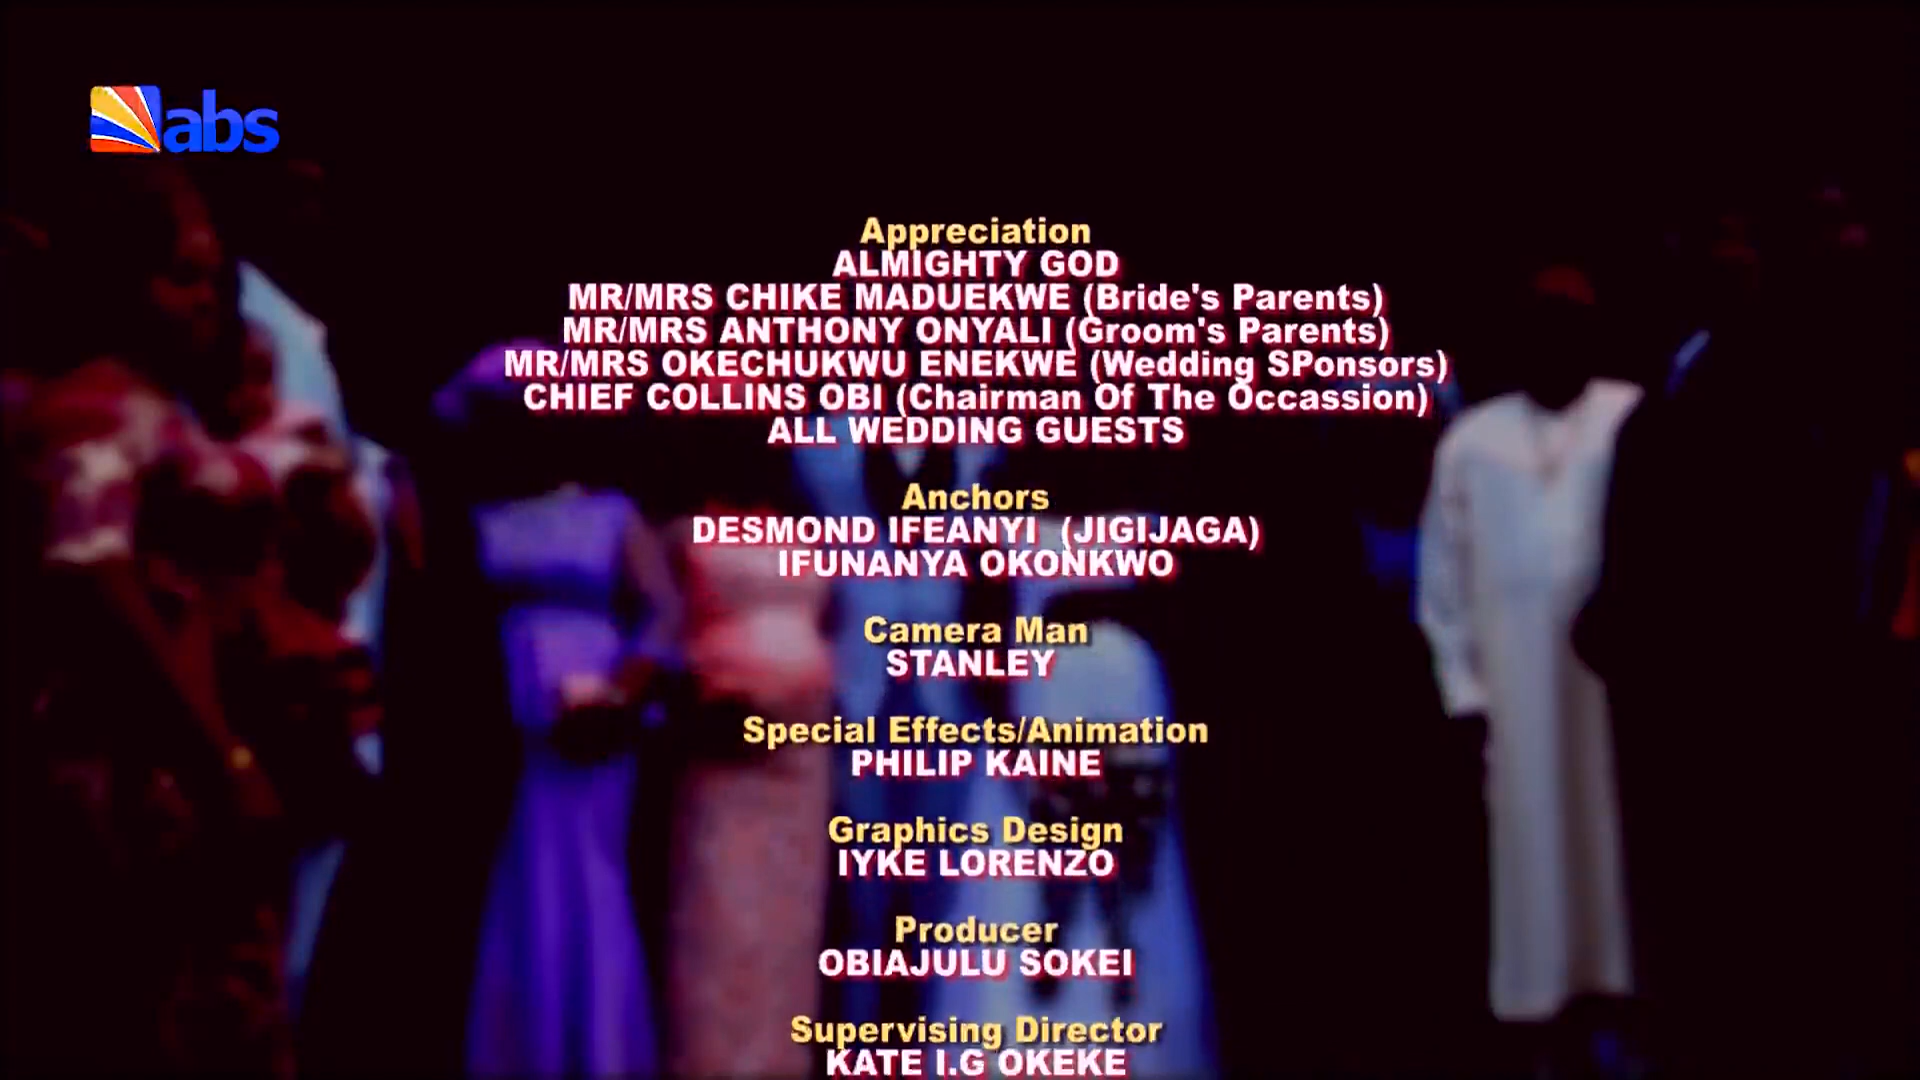 abs
Appreciation
ALMIGHTY GOD
MR/MRS CHIKE MADUEKWE (Bride's Parents)
MR/MRS ANTHONY ONYALI (Groom's Parents)
MR/MRS OKECHUKWU ENEKWE (Wedding SPonsors)
CHIEF COLLINS OBI (Chairman Of The Occassion)
ALL WEDDING GUESTS
Anchors
DESMOND IFEANYI (JIGIJAGA)
IFUNANYA OKONKWO
Camera Man
STANLEY
Special Effects/Animation
PHILIP KAINE
Graphics Design
IYKE LORENZO
Producer
OBIAJULU SOKEI
Supervising Director
KATE I.G OKEKE